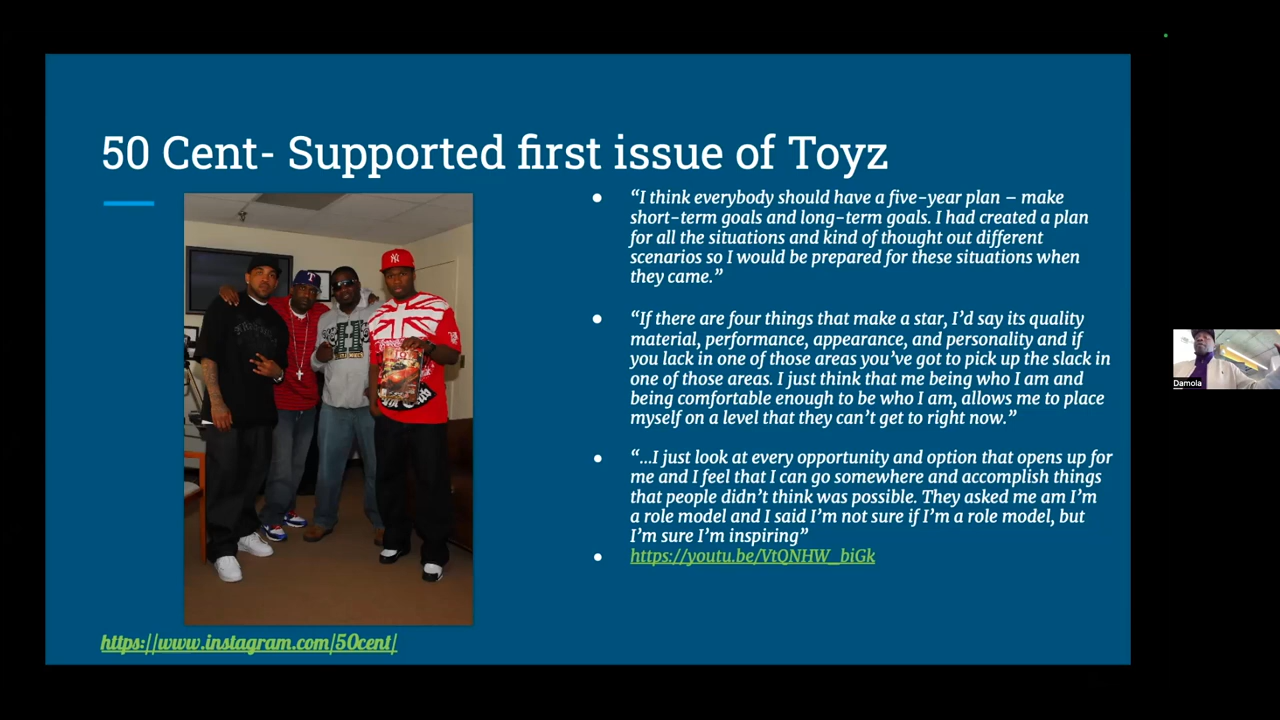 50 Cent- Supported first issue of Toyz
“I think everybody should have a five-year plan – make
short-term goals and long-term goals. I had created a plan
for all the situations and kind of thought out different
scenarios so I would be prepared for these situations when
they came.”
“If there are four things that make a star, I’d say its quality
material, performance, appearance, and personality and if
you lack in one of those areas you’ve got to pick up the slack in
one of those areas. I just think that me being who I am and
being comfortable enough to be who I am, allows me to place
myself on a level that they can’t get to right now.”
“...I just look at every opportunity and option that opens up for
me and I feel that I can go somewhere and accomplish things
that people didn’t think was possible. They asked me am I’m
a role model and I said I’m not sure if I’m a role model, but
I’m sure I’m inspiring”
https://youtu.be/VtQNHW_biGk
https://www.instagram.com/50cent/
Damola